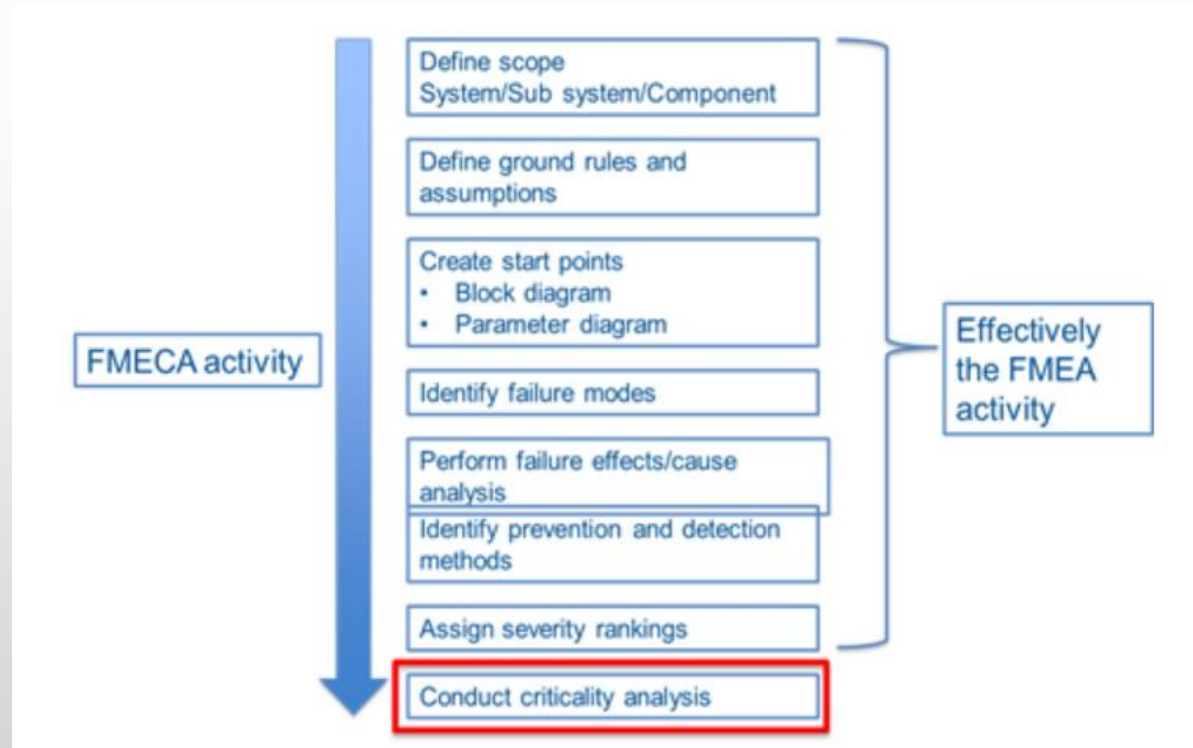 Define scope
System/Sub system/Component
Define ground rules and
assumptions
Create start points
• Block diagram
• Parameter diagram
FMECA activity
Identify failure modes
Perform failure effects/cause
analysis
Identify prevention and detection
methods
Assign severity rankings
Conduct criticality analysis
Effectively
the FMEA
activity